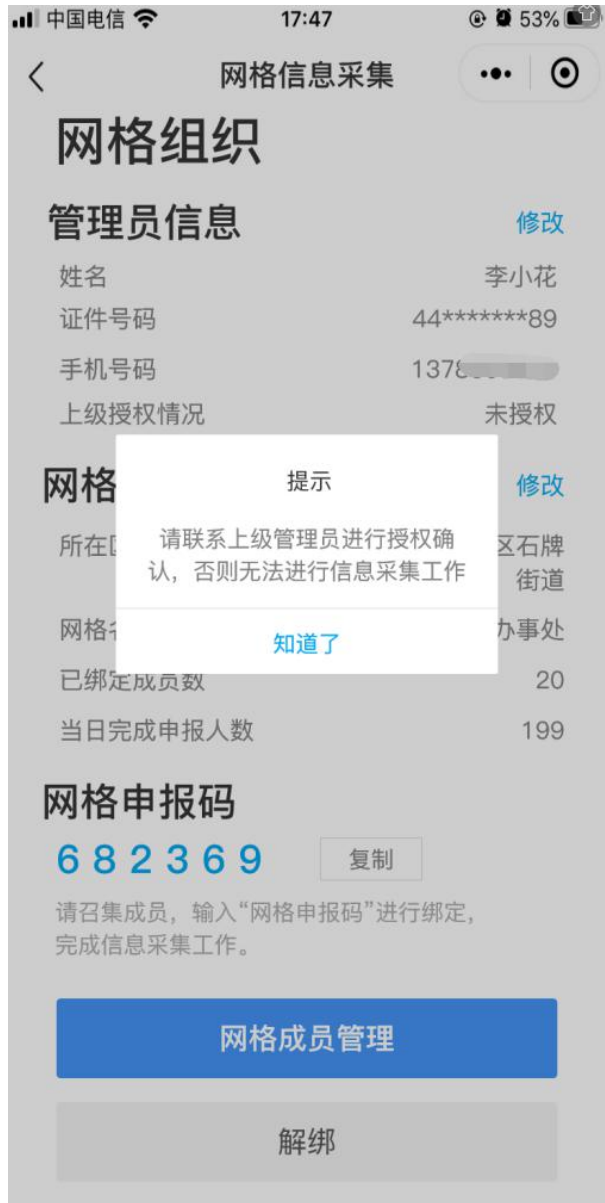 中国电信 17:47 53%
网格信息采集
网格组织
管理员信息 修改
姓名 李小花
证件号码 44*******89
手机号码 137
上级授权情况 未授权
网格 修改
提示
请联系上级管理员进行授权确
认，否则无法进行信息采集工作
知道了
所在 区石牌
街道
网格 办事处
已绑定成员数 20
当日完成申报人数 199
网格申报码
682369 复制
请召集成员，输入“网格申报码”进行绑定，
完成信息采集工作。
网格成员管理
解绑